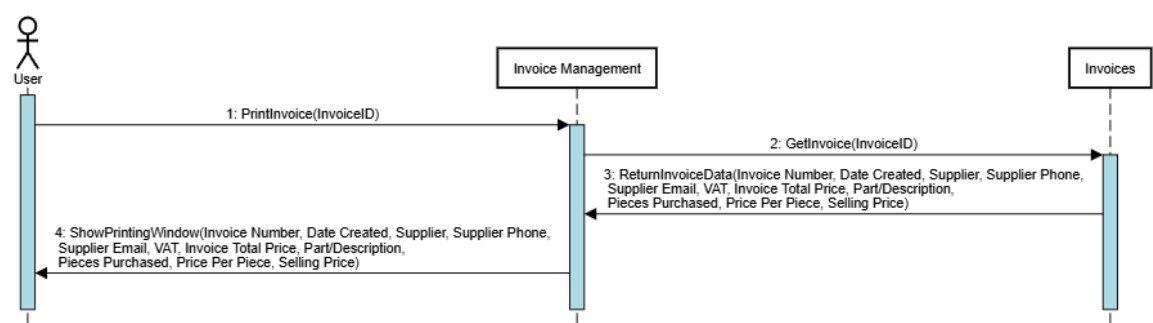 User
Invoice Management
Invoices
1: PrintInvoice(InvoiceID)
2: GetInvoice(InvoiceID)
3: ReturnInvoiceData(Invoice Number, Date Created, Supplier, Supplier Phone,
Supplier Email, VAT, Invoice Total Price, Part/Description,
Pieces Purchased, Price Per Piece, Selling Price)
4: ShowPrintingWindow(Invoice Number, Date Created, Supplier, Supplier Phone,
Supplier Email, VAT, Invoice Total Price, Part/Description,
Pieces Purchased, Price Per Piece, Selling Price)